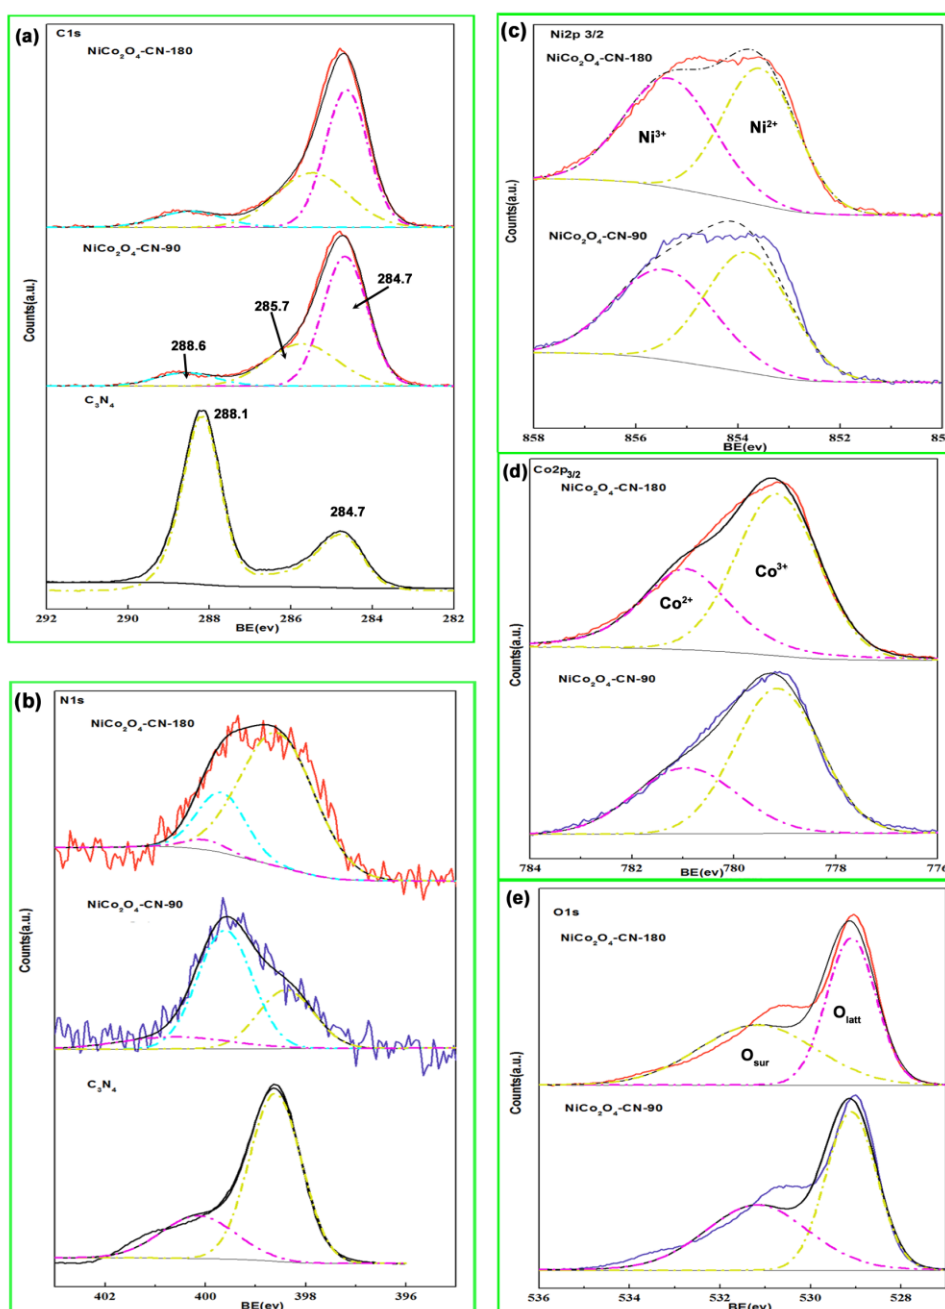 (a)
C1s
NiCo₂O₄-CN-180
NiCo₂O₄-CN-90
284.7
285.7
288.6
C₃N₄
288.1
284.7
Counts(a.u.)
292 290 288 286 284 282
BE(ev)
(b)
N1s
NiCo₂O₄-CN-180
NiCo₂O₄-CN-90
C₃N₄
Counts(a.u.)
402 400 398 396
BE(ev)
(c)
Ni2p 3/2
NiCo₂O₄-CN-180
Ni³⁺
Ni²⁺
NiCo₂O₄-CN-90
Counts(a.u.)
858 856 854 852 85
BE(ev)
(d)
Co2p₃/₂
NiCo₂O₄-CN-180
Co²⁺
Co³⁺
NiCo₂O₄-CN-90
Counts(a.u.)
784 782 780 778 776
BE(ev)
(e)
O1s
NiCo₂O₄-CN-180
O sur
O latt
NiCo₂O₄-CN-90
Counts(a.u.)
536 534 532 530 528
BE(ev)